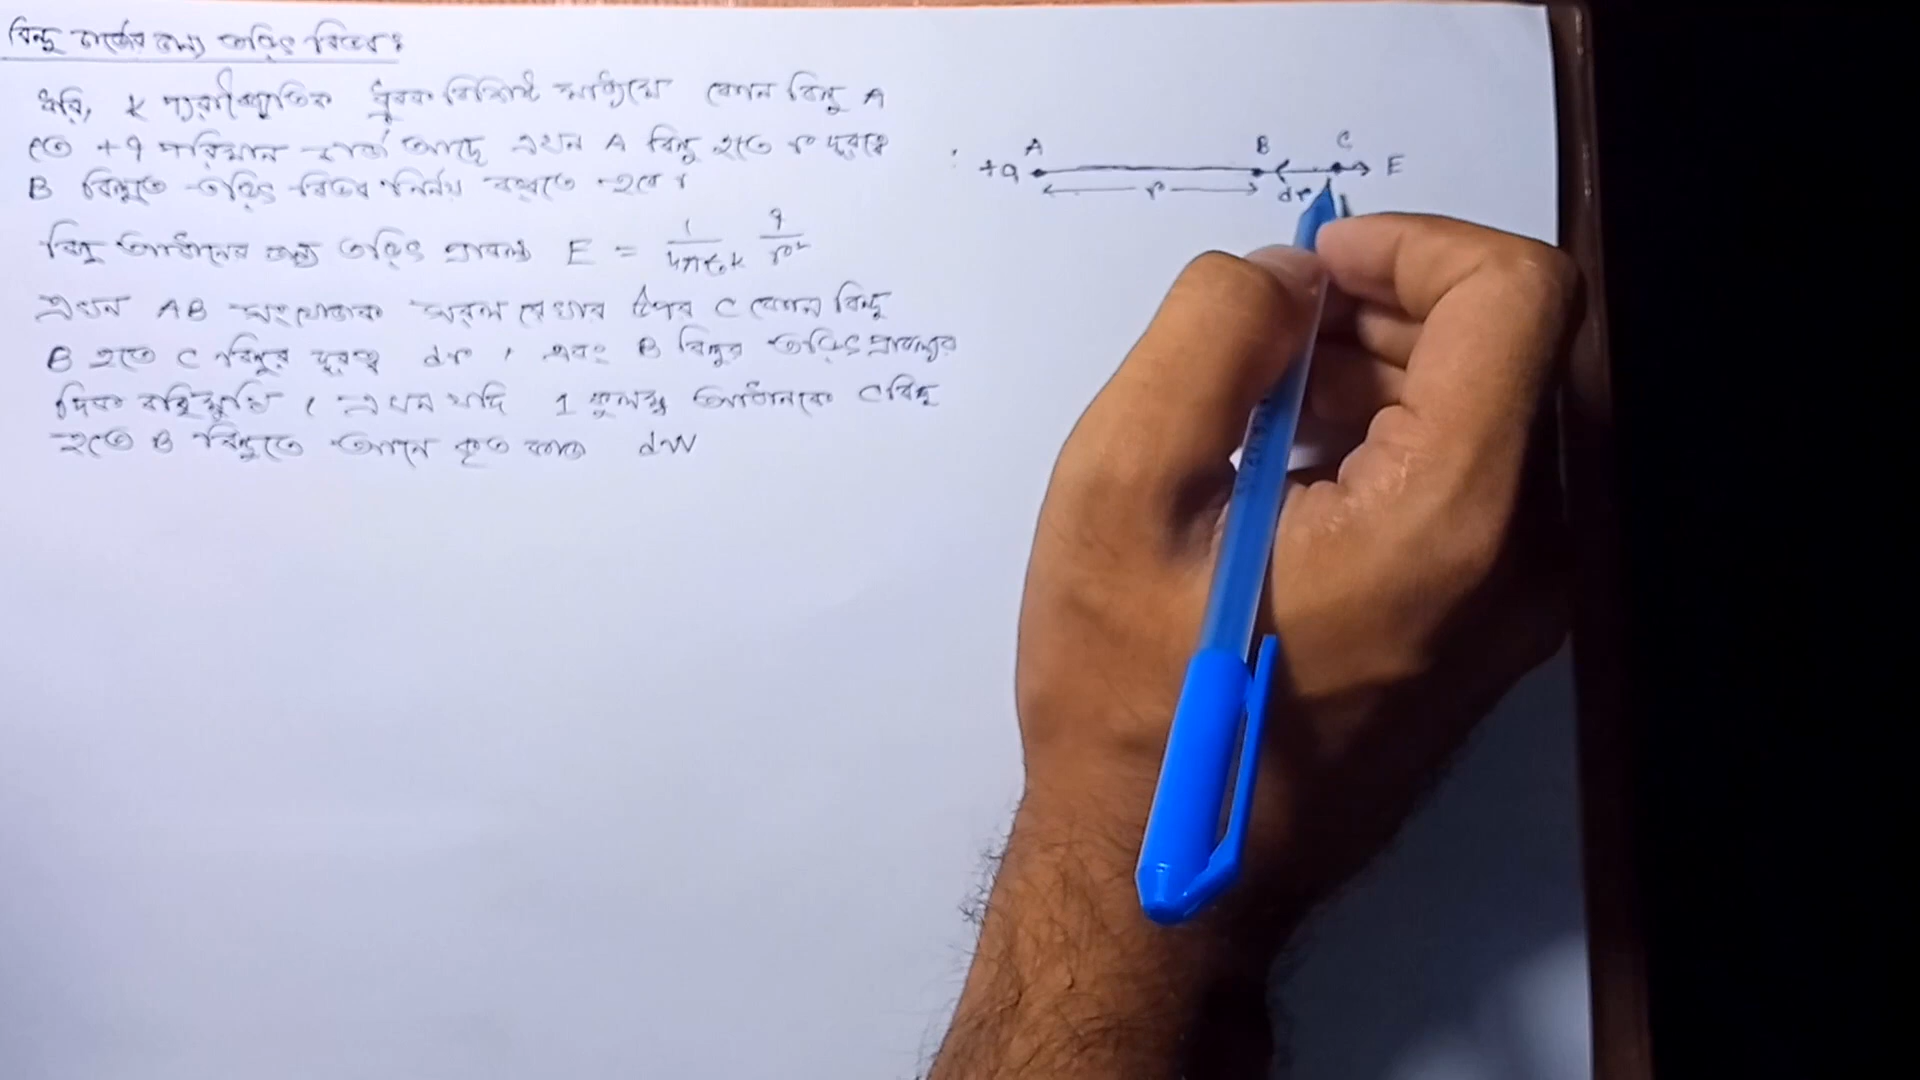 বিন্দু চার্জের জন্য তড়িৎ বিভব ঃ
ধরি, k পরাবৈদ্যুতিক ধ্রুবক বিশিষ্ট মাধ্যমে কোন বিন্দু A
তে +q পরিমান চার্জ আছে এখন A বিন্দু হতে r দূরত্বে
B বিন্দুতে তড়িৎ বিভব নির্ণয় করতে হবে।
বিন্দু আধানের জন্য তড়িৎ প্রাবল্য E = 1/4πε₀k q/r²
এখন AB সংযোজক সরল রেখার উপর C কোন বিন্দু
B হতে C বিন্দুর দূরত্ব dr, এবং B বিন্দুর তড়িৎ প্রাবল্যের
দিক বহির্মুখি। এখন যদি 1 কুলম্ব আধানকে C বিন্দু
হতে B বিন্দুতে আনে কৃত কাজ dW
A B C
+q E
r dr